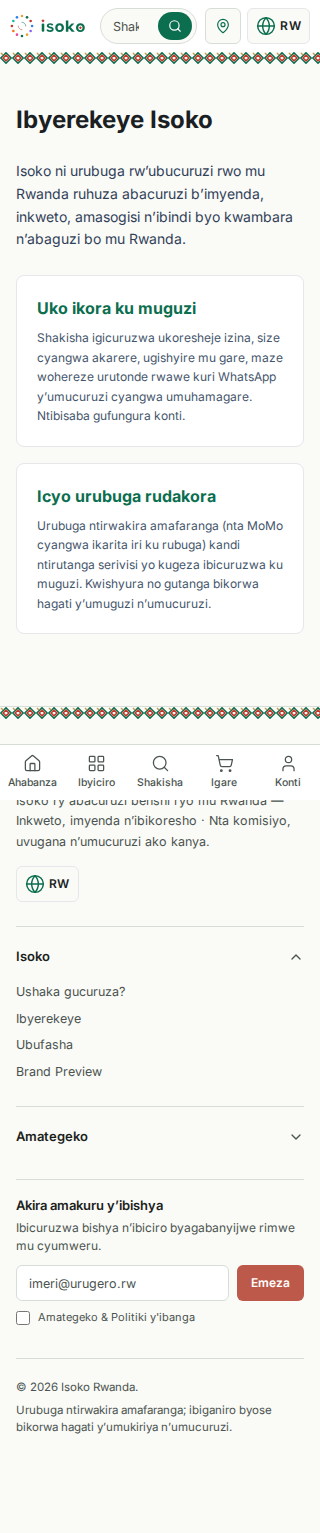 isoko
Shak
RW
Ibyerekeye Isoko
Isoko ni urubuga rw’ubucuruzi rwo mu
Rwanda ruhuza abacuruzi b’imyenda,
inkweto, amasogisi n’ibindi byo kwambara
n’abaguzi bo mu Rwanda.
Uko ikora ku muguzi
Shakisha igicuruzwa ukoresheje izina, size
cyangwa akarere, ugishyire mu gare, maze
wohereze urutonde rwawe kuri WhatsApp
y’umucuruzi cyangwa umuhamagare.
Ntibisaba gufungura konti.
Icyo urubuga rudakora
Urubuga ntirwakira amafaranga (nta MoMo
cyangwa ikarita iri ku rubuga) kandi
ntirutanga serivisi yo kugeza ibicuruzwa ku
muguzi. Kwishyura no gutanga bikorwa
hagati y’umuguzi n’umucuruzi.
Ahabanza
Ibyiciro
Shakisha
Igare
Konti
Isoko ry’abacuruzi benshi ryo mu Rwanda —
Inkweto, imyenda n’ibikoresho · Nta komisiyo,
uvugana n’umucuruzi ako kanya.
RW
Isoko
Ushaka gucuruza?
Ibyerekeye
Ubufasha
Brand Preview
Amategeko
Akira amakuru y’ibishya
Ibicuruzwa bishya n’ibiciro byagabanyijwe rimwe
mu cyumweru.
imeri@urugero.rw
Emeza
Amategeko & Politiki y'ibanga
© 2026 Isoko Rwanda.
Urubuga ntirwakira amafaranga; ibiganiro byose
bikorwa hagati y’umukiriya n’umucuruzi.